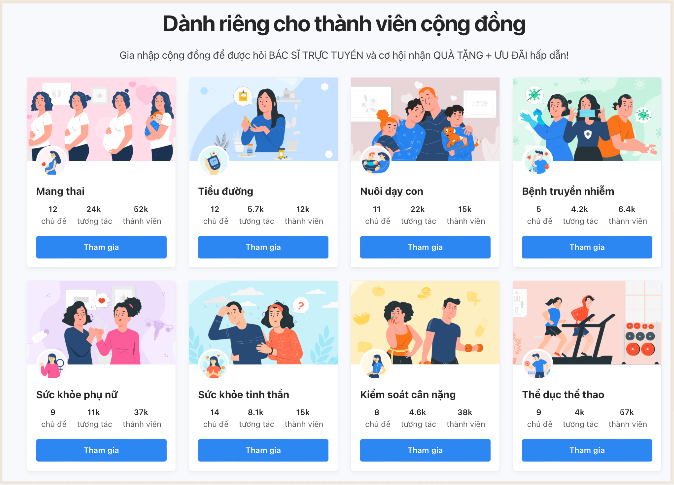 Dành riêng cho thành viên cộng đồng
Gia nhập cộng đồng để được hỏi BÁC SĨ TRỰC TUYẾN và cơ hội nhận QUÀ TẶNG + ƯU ĐÃI hấp dẫn!
Mang thai
12 24k 52k
chủ đề tương tác thành viên
Tham gia
Tiểu đường
12 5.7k 12k
chủ đề tương tác thành viên
Tham gia
Nuôi dạy con
11 22k 15k
chủ đề tương tác thành viên
Tham gia
Bệnh truyền nhiễm
5 4.2k 6.4k
chủ đề tương tác thành viên
Tham gia
Sức khỏe phụ nữ
9 11k 37k
chủ đề tương tác thành viên
Tham gia
Sức khỏe tinh thần
14 8.1k 15k
chủ đề tương tác thành viên
Tham gia
Kiểm soát cân nặng
8 4.6k 38k
chủ đề tương tác thành viên
Tham gia
Thể dục thể thao
9 4k 57k
chủ đề tương tác thành viên
Tham gia